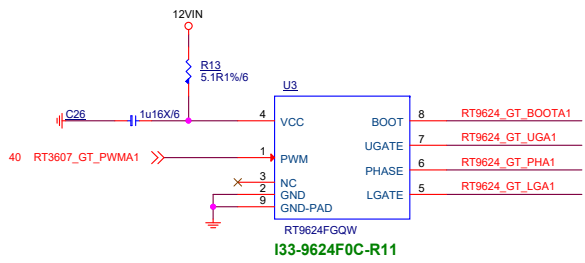 12VIN
R13
5.1R1%/6
U3
C26
1u16X/6
4 VCC BOOT 8 RT9624_GT_BOOTA1
UGATE 7 RT9624_GT_UGA1
40 RT3607_GT_PWMA1 1 PWM
PHASE 6 RT9624_GT_PHA1
3 NC
2 GND LGATE 5 RT9624_GT_LGA1
9 GND-PAD
RT9624FGQW
I33-9624F0C-R11